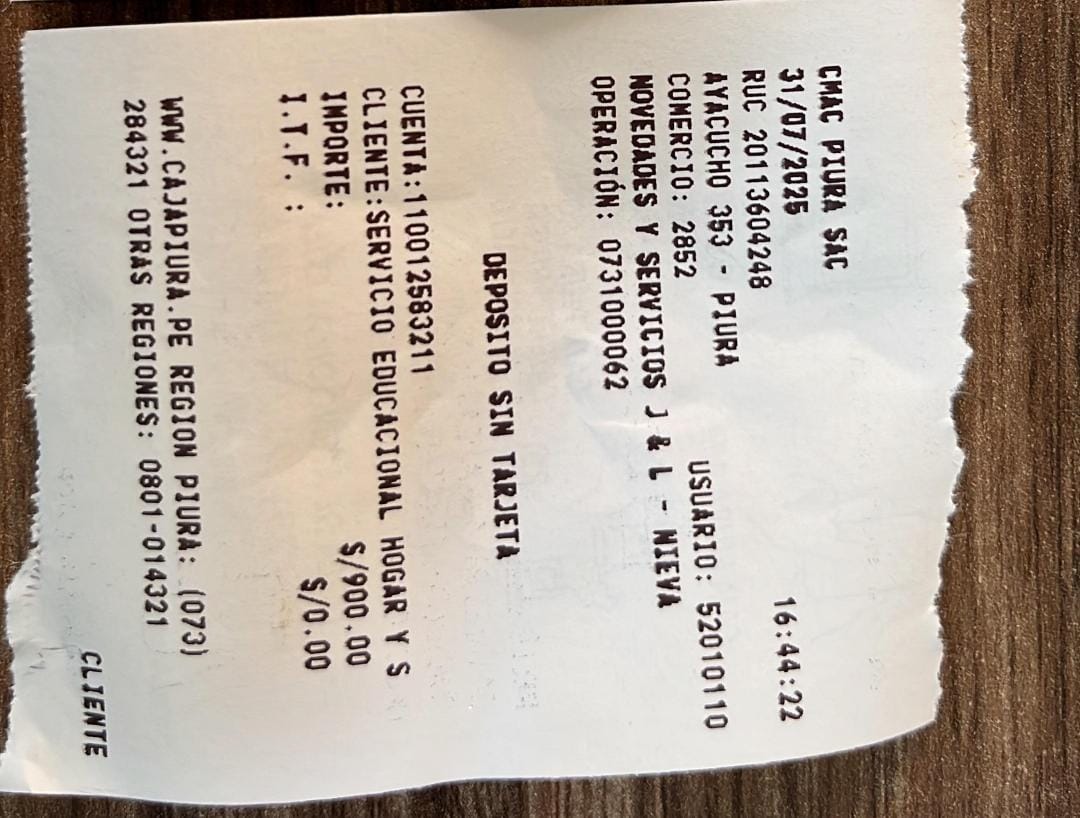 CMAC PIURA SAC
31/07/2025 16:44:22
RUC 20113604248
AYACUCHO 353 - PIURA
COMERCIO: 2852 USUARIO: 52010110
NOVEDADES Y SERVICIOS J & L - NIEVA
OPERACIÓN: 0731000062
DEPOSITO SIN TARJETA
CUENTA:110012583211
CLIENTE:SERVICIO EDUCACIONAL HOGAR Y S
IMPORTE: S/900.00
I.T.F. : S/0.00
WWW.CAJAPIURA.PE REGION PIURA: (073)
284321 OTRAS REGIONES: 0801-014321
CLIENTE